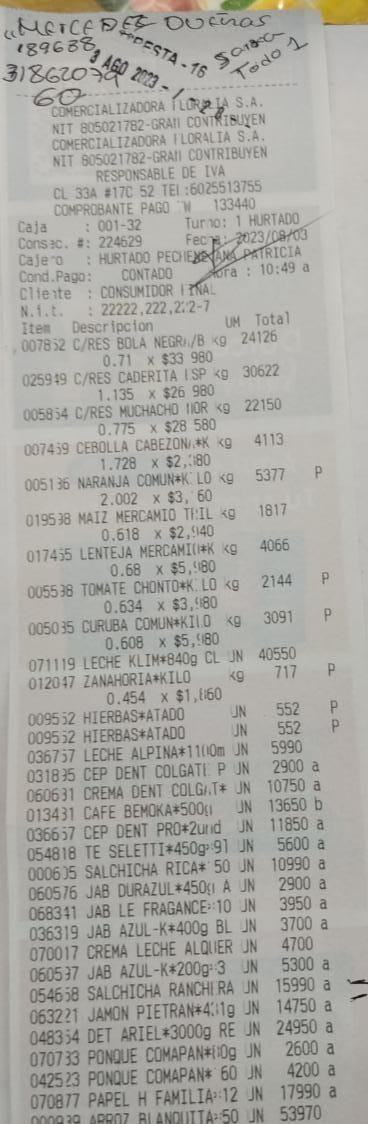 "MERCEDES DUEÑAS
189638
3 AGO 2023
3186207
60
Todo 1
COMERCIALIZADORA FLORALIA S.A.
NIT 805021782-GRAN CONTRIBUYEN
COMERCIALIZADORA FLORALIA S.A.
NIT 805021782-GRAN CONTRIBUYEN
RESPONSABLE DE IVA
CL 33A #17C 52 TEl:6025513755
COMPROBANTE PAGO W 133440
Caja : 001-32 Turno: 1 HURTADO
Consec. #: 224629 Fecha: 2023/08/03
Cajero : HURTADO PATRICIA
Cond.Pago: CONTADO Hora : 10:49 a
Cliente : CONSUMIDOR FINAL
N.i.t. : 22222,222,222-7
Item Descripcion UM Total
007852 C/RES BOLA NEGRA/B kg 24126
0.71 x $33 980
025949 C/RES CADERITA ESP kg 30622
1.135 x $26 980
005854 C/RES MUCHACHO kg 22150
0.775 x $28 580
007459 CEBOLLA CABEZONA*K kg 4113
1.728 x $2,380
005136 NARANJA COMUN*KILO kg 5377 P
2.002 x $3, 60
019538 MAIZ MERCAMIO TRIL kg 1817
0.618 x $2,940
017455 LENTEJA MERCAMIO*K kg 4066
0.68 x $5,980
005538 TOMATE CHONTO*KILO kg 2144 P
0.634 x $3,380
005035 CURUBA COMUN*KILO kg 3091 P
0.608 x $5,080
071119 LECHE KLIM*840g CL UN 40550
012047 ZANAHORIA*KILO kg 717 P
0.454 x $1,
009552 HIERBAS*ATADO UN 552 P
009552 HIERBAS*ATADO UN 552 P
036757 LECHE ALPINA*1100m UN 5990
031835 CEP DENT COLGATE P UN 2900 a
060631 CREMA DENT COLGAT* UN 10750 a
013431 CAFE BEMOKA*500g UN 13650 b
036657 CEP DENT PRO*2und UN 11850 a
054818 TE SELETTI*450g*91 UN 5600 a
000605 SALCHICHA RICA* 50 UN 10990 a
060576 JAB DURAZUL*450g A UN 2900 a
068341 JAB LE FRAGANCE*10 UN 3950 a
036319 JAB AZUL-K*400g BL UN 3700 a
070017 CREMA LECHE ALQUER UN 4700
060537 JAB AZUL-K*200g*3 UN 5300 a
054658 SALCHICHA RANCHERA UN 15990 a
063221 JAMON PIETRAN*431g UN 14750 a
048354 DET ARIEL*3000g RE UN 24950 a
070733 PONQUE COMAPAN*60g UN 2600 a
042523 PONQUE COMAPAN* 60 UN 4200 a
070877 PAPEL H FAMILIA*12 UN 17990 a
ARROZ BLANQUITA*50 UN 53970